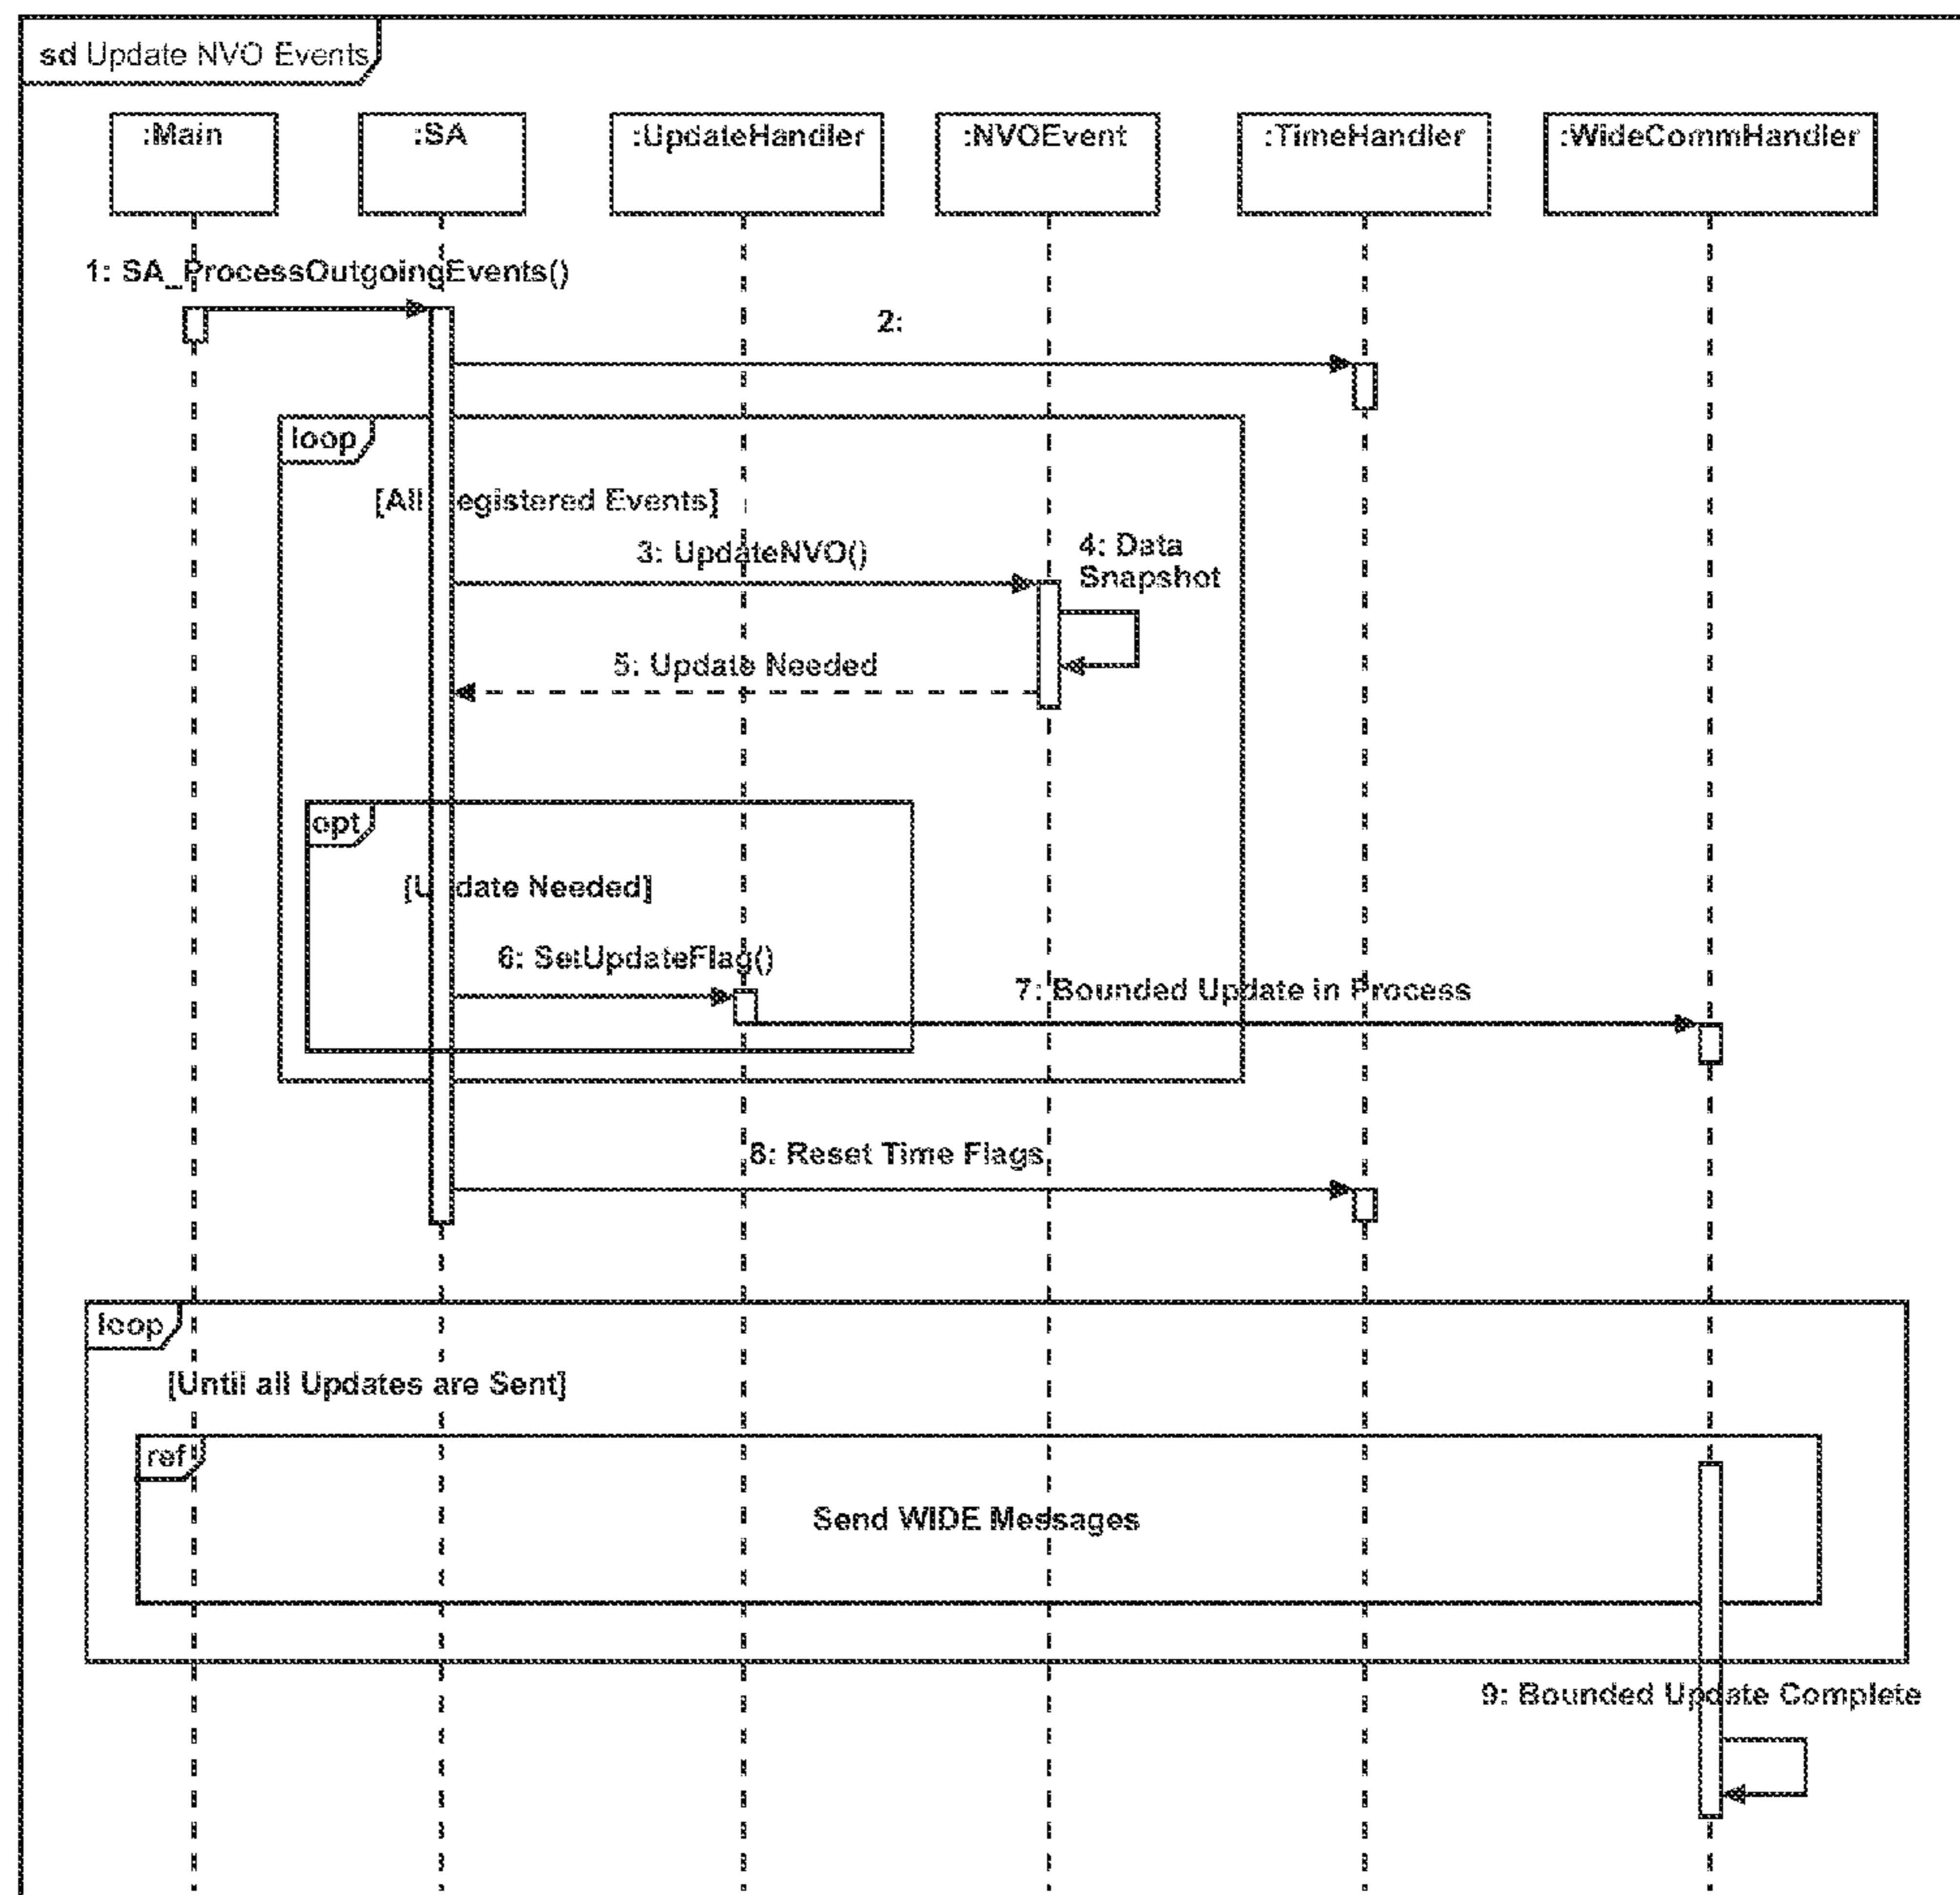 sd Update NVO Events
:Main
:SA
:UpdateHandler
:NVOEvent
:TimeHandler
:WideCommHandler
1: SA_ProcessOutgoingEvents()
2:
loop
[All Registered Events]
3: UpdateNVO()
4: Data
Snapshot
5: Update Needed
opt
[Update Needed]
6: SetUpdateFlag()
7: Bounded Update in Process
8: Reset Time Flags
loop
[Until all Updates are Sent]
ref
Send WIDE Messages
9: Bounded Update Complete